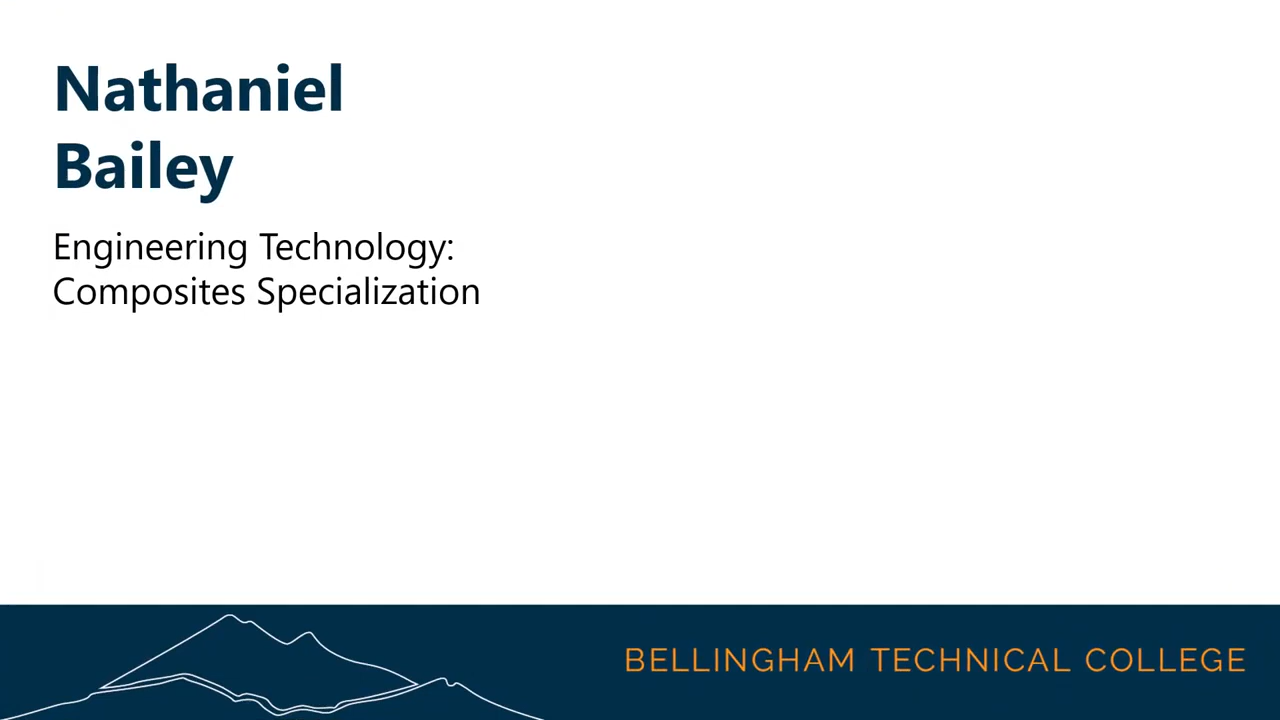 Nathaniel
Bailey
Engineering Technology:
Composites Specialization
BELLINGHAM TECHNICAL COLLEGE